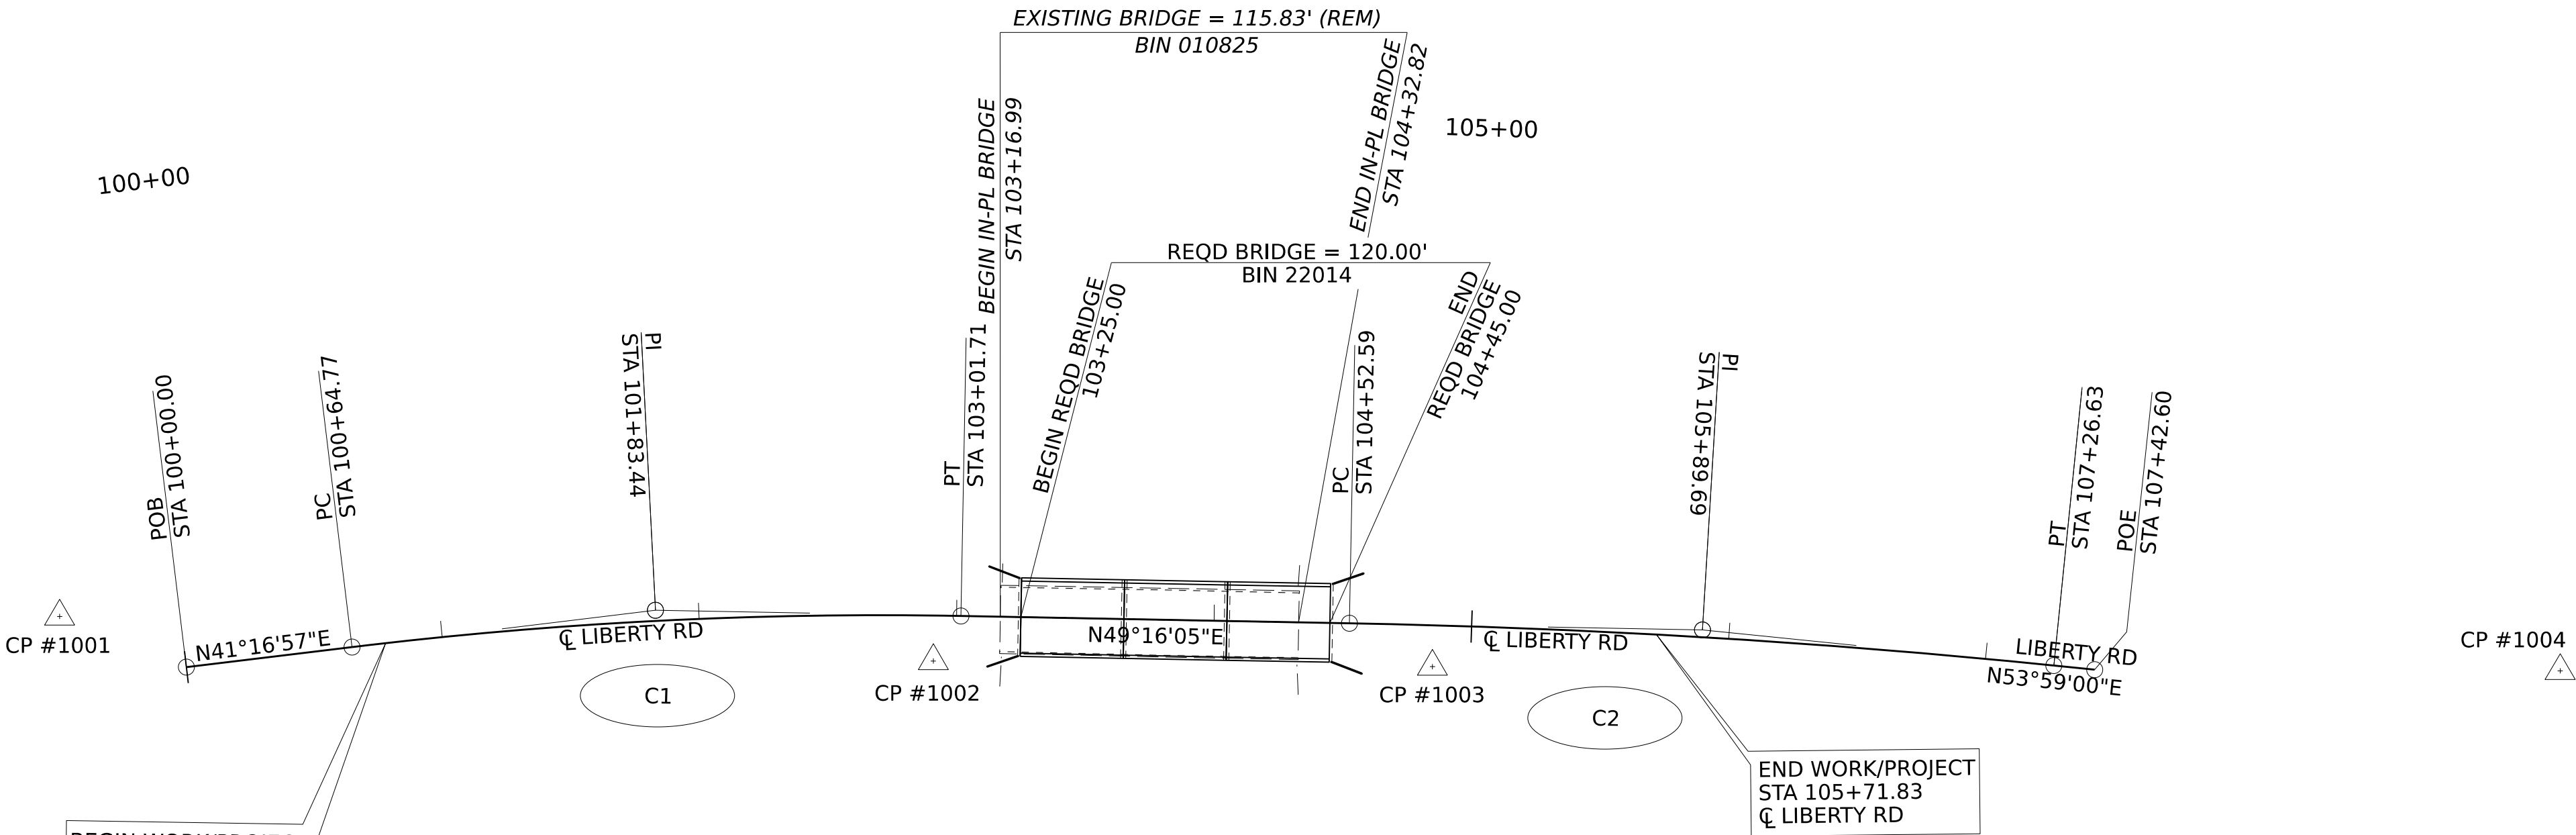 EXISTING BRIDGE = 115.83' (REM)
BIN 010825
BEGIN IN-PL BRIDGE
STA 103+16.99
END IN-PL BRIDGE
STA 104+32.82
100+00
105+00
REQD BRIDGE = 120.00'
BIN 22014
BEGIN REQD BRIDGE
103+25.00
END
REQD BRIDGE
104+45.00
POB
STA 100+00.00
PC
STA 100+64.77
PI
STA 101+83.44
PT
STA 103+01.71
PC
STA 104+52.59
PI
STA 105+89.69
PT
STA 107+26.63
POE
STA 107+42.60
CP #1001
N41°16'57"E
℄ LIBERTY RD
C1
CP #1002
N49°16'05"E
CP #1003
℄ LIBERTY RD
C2
LIBERTY RD
N53°59'00"E
CP #1004
END WORK/PROJECT
STA 105+71.83
℄ LIBERTY RD